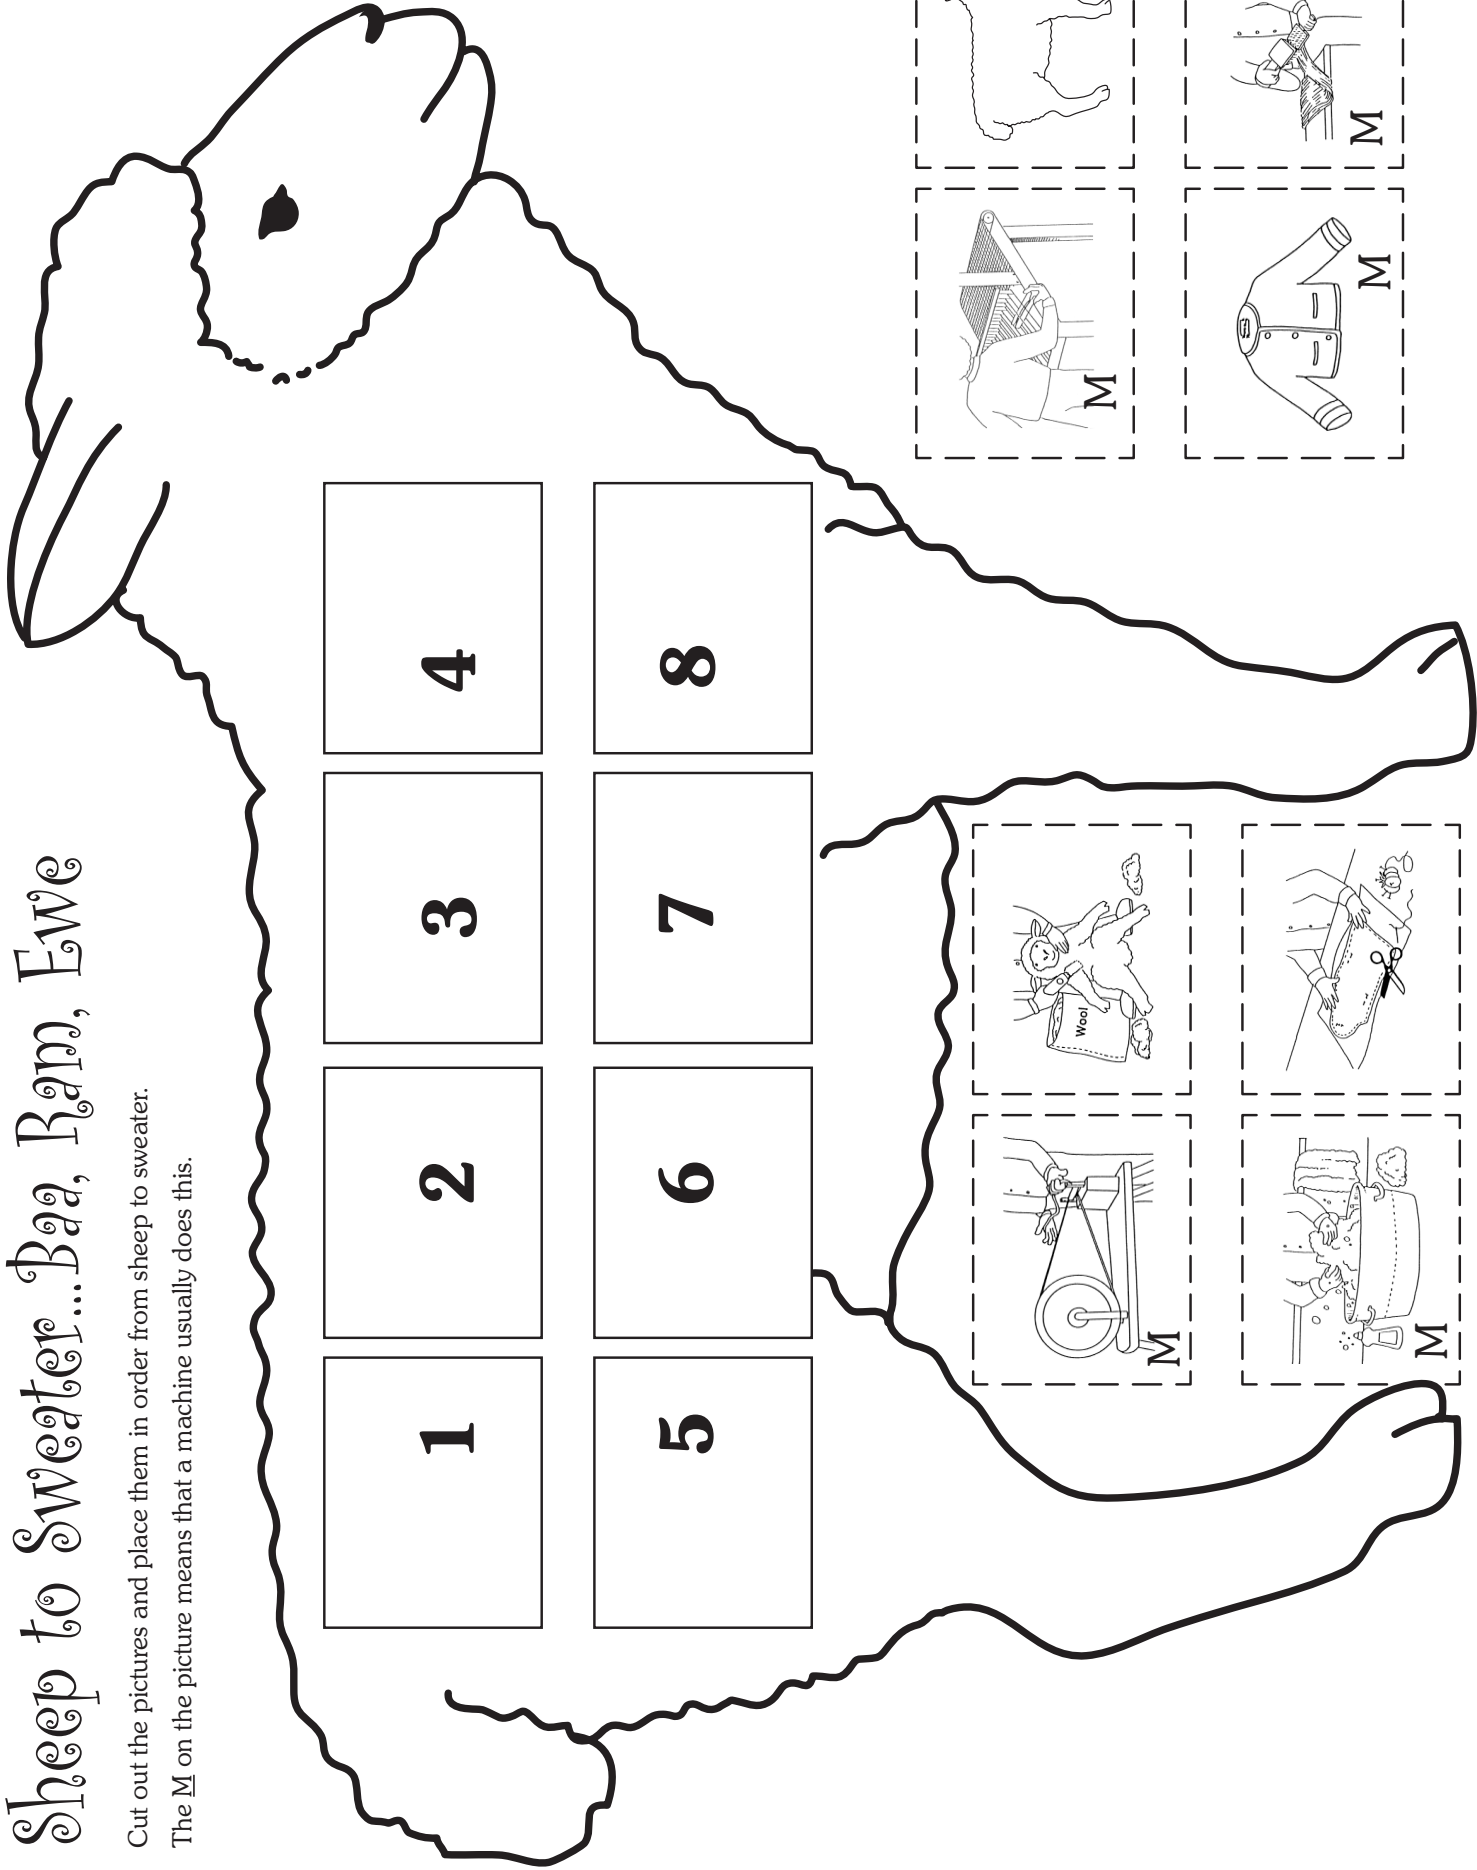 Sheep to Sweater...Baa, Ram, Ewe
Cut out the pictures and place them in order from sheep to sweater.
The M on the picture means that a machine usually does this.
1
2
3
4
5
6
7
8
Wool
M
M
M
M
M